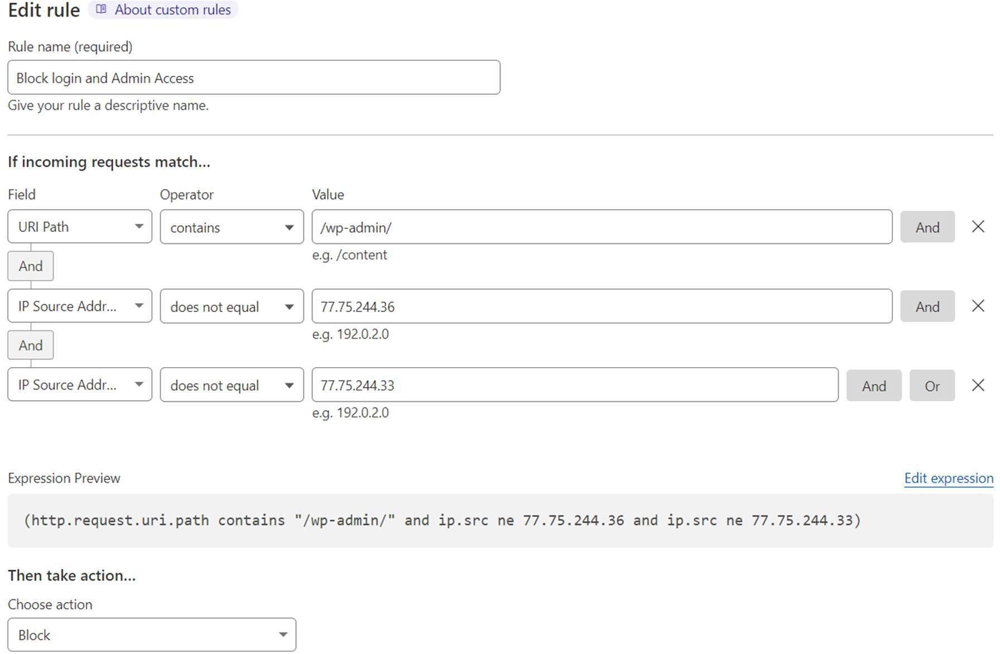 Edit rule About custom rules
Rule name (required)
Block login and Admin Access
Give your rule a descriptive name.
If incoming requests match...
Field Operator Value
URI Path contains /wp-admin/ And
e.g. /content
And
IP Source Addr... does not equal 77.75.244.36 And
e.g. 192.0.2.0
And
IP Source Addr... does not equal 77.75.244.33 And Or
e.g. 192.0.2.0
Expression Preview Edit expression
(http.request.uri.path contains "/wp-admin/" and ip.src ne 77.75.244.36 and ip.src ne 77.75.244.33)
Then take action...
Choose action
Block